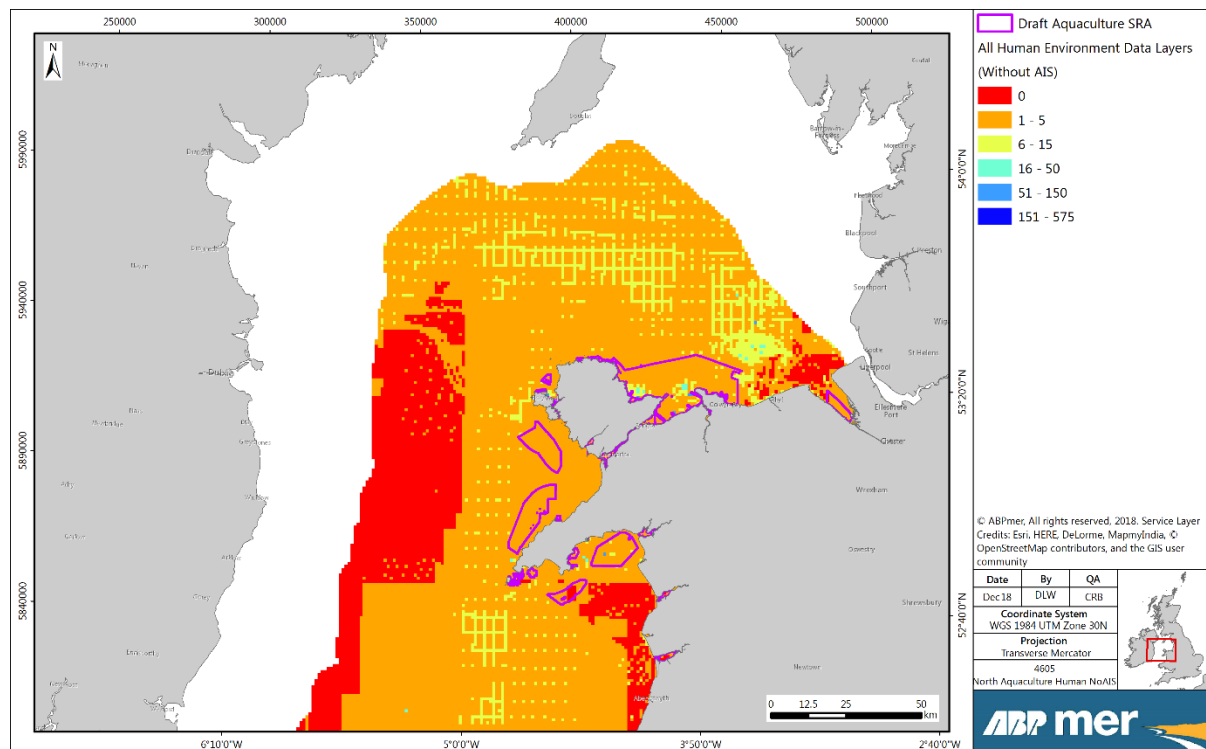 250000 300000 350000 400000 450000 500000
N
5990000
5940000
5890000
5840000
54°0'0"N
53°20'0"N
52°40'0"N
Douglas
Blackpool
Southport
St Helens
Liverpool
Ellesmere
Port
Chester
Wrexham
Oswestry
Shrewsbury
Newtown
6°10'0"W 5°0'0"W 3°50'0"W 2°40'0"W
0 12.5 25 50
km
Draft Aquaculture SRA
All Human Environment Data Layers
(Without AIS)
0
1 - 5
6 - 15
16 - 50
51 - 150
151 - 575
© ABPmer, All rights reserved, 2018. Service Layer
Credits: Esri, HERE, DeLorme, MapmyIndia, ©
OpenStreetMap contributors, and the GIS user
community
Date By QA
Dec 18 DLW CRB
Coordinate System
WGS 1984 UTM Zone 30N
Projection
Transverse Mercator
4605
North Aquaculture Human NoAIS
ABPmer